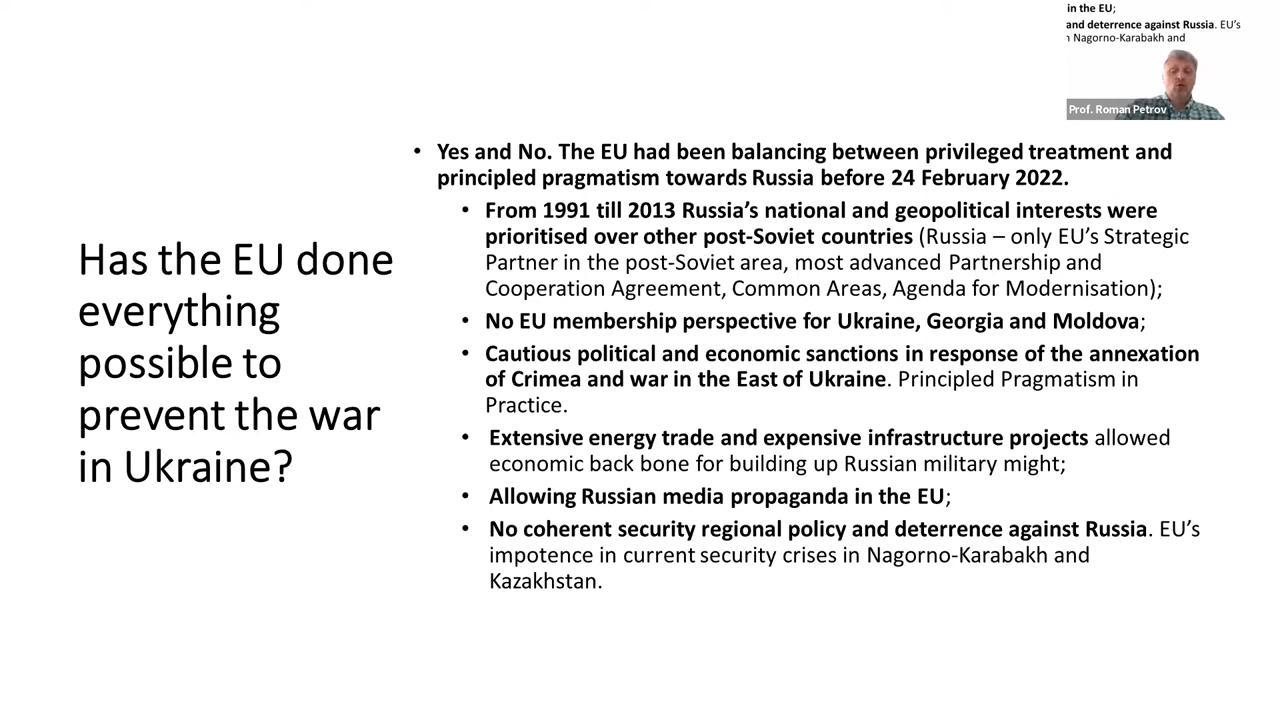 in the EU;
and deterrence against Russia. EU's
Nagorno-Karabakh and
Prof. Roman Petrov
Has the EU done
everything
possible to
prevent the war
in Ukraine?
• Yes and No. The EU had been balancing between privileged treatment and
principled pragmatism towards Russia before 24 February 2022.
• From 1991 till 2013 Russia's national and geopolitical interests were
prioritised over other post-Soviet countries (Russia – only EU's Strategic
Partner in the post-Soviet area, most advanced Partnership and
Cooperation Agreement, Common Areas, Agenda for Modernisation);
• No EU membership perspective for Ukraine, Georgia and Moldova;
• Cautious political and economic sanctions in response of the annexation
of Crimea and war in the East of Ukraine. Principled Pragmatism in
Practice.
• Extensive energy trade and expensive infrastructure projects allowed
economic back bone for building up Russian military might;
• Allowing Russian media propaganda in the EU;
• No coherent security regional policy and deterrence against Russia. EU's
impotence in current security crises in Nagorno-Karabakh and
Kazakhstan.